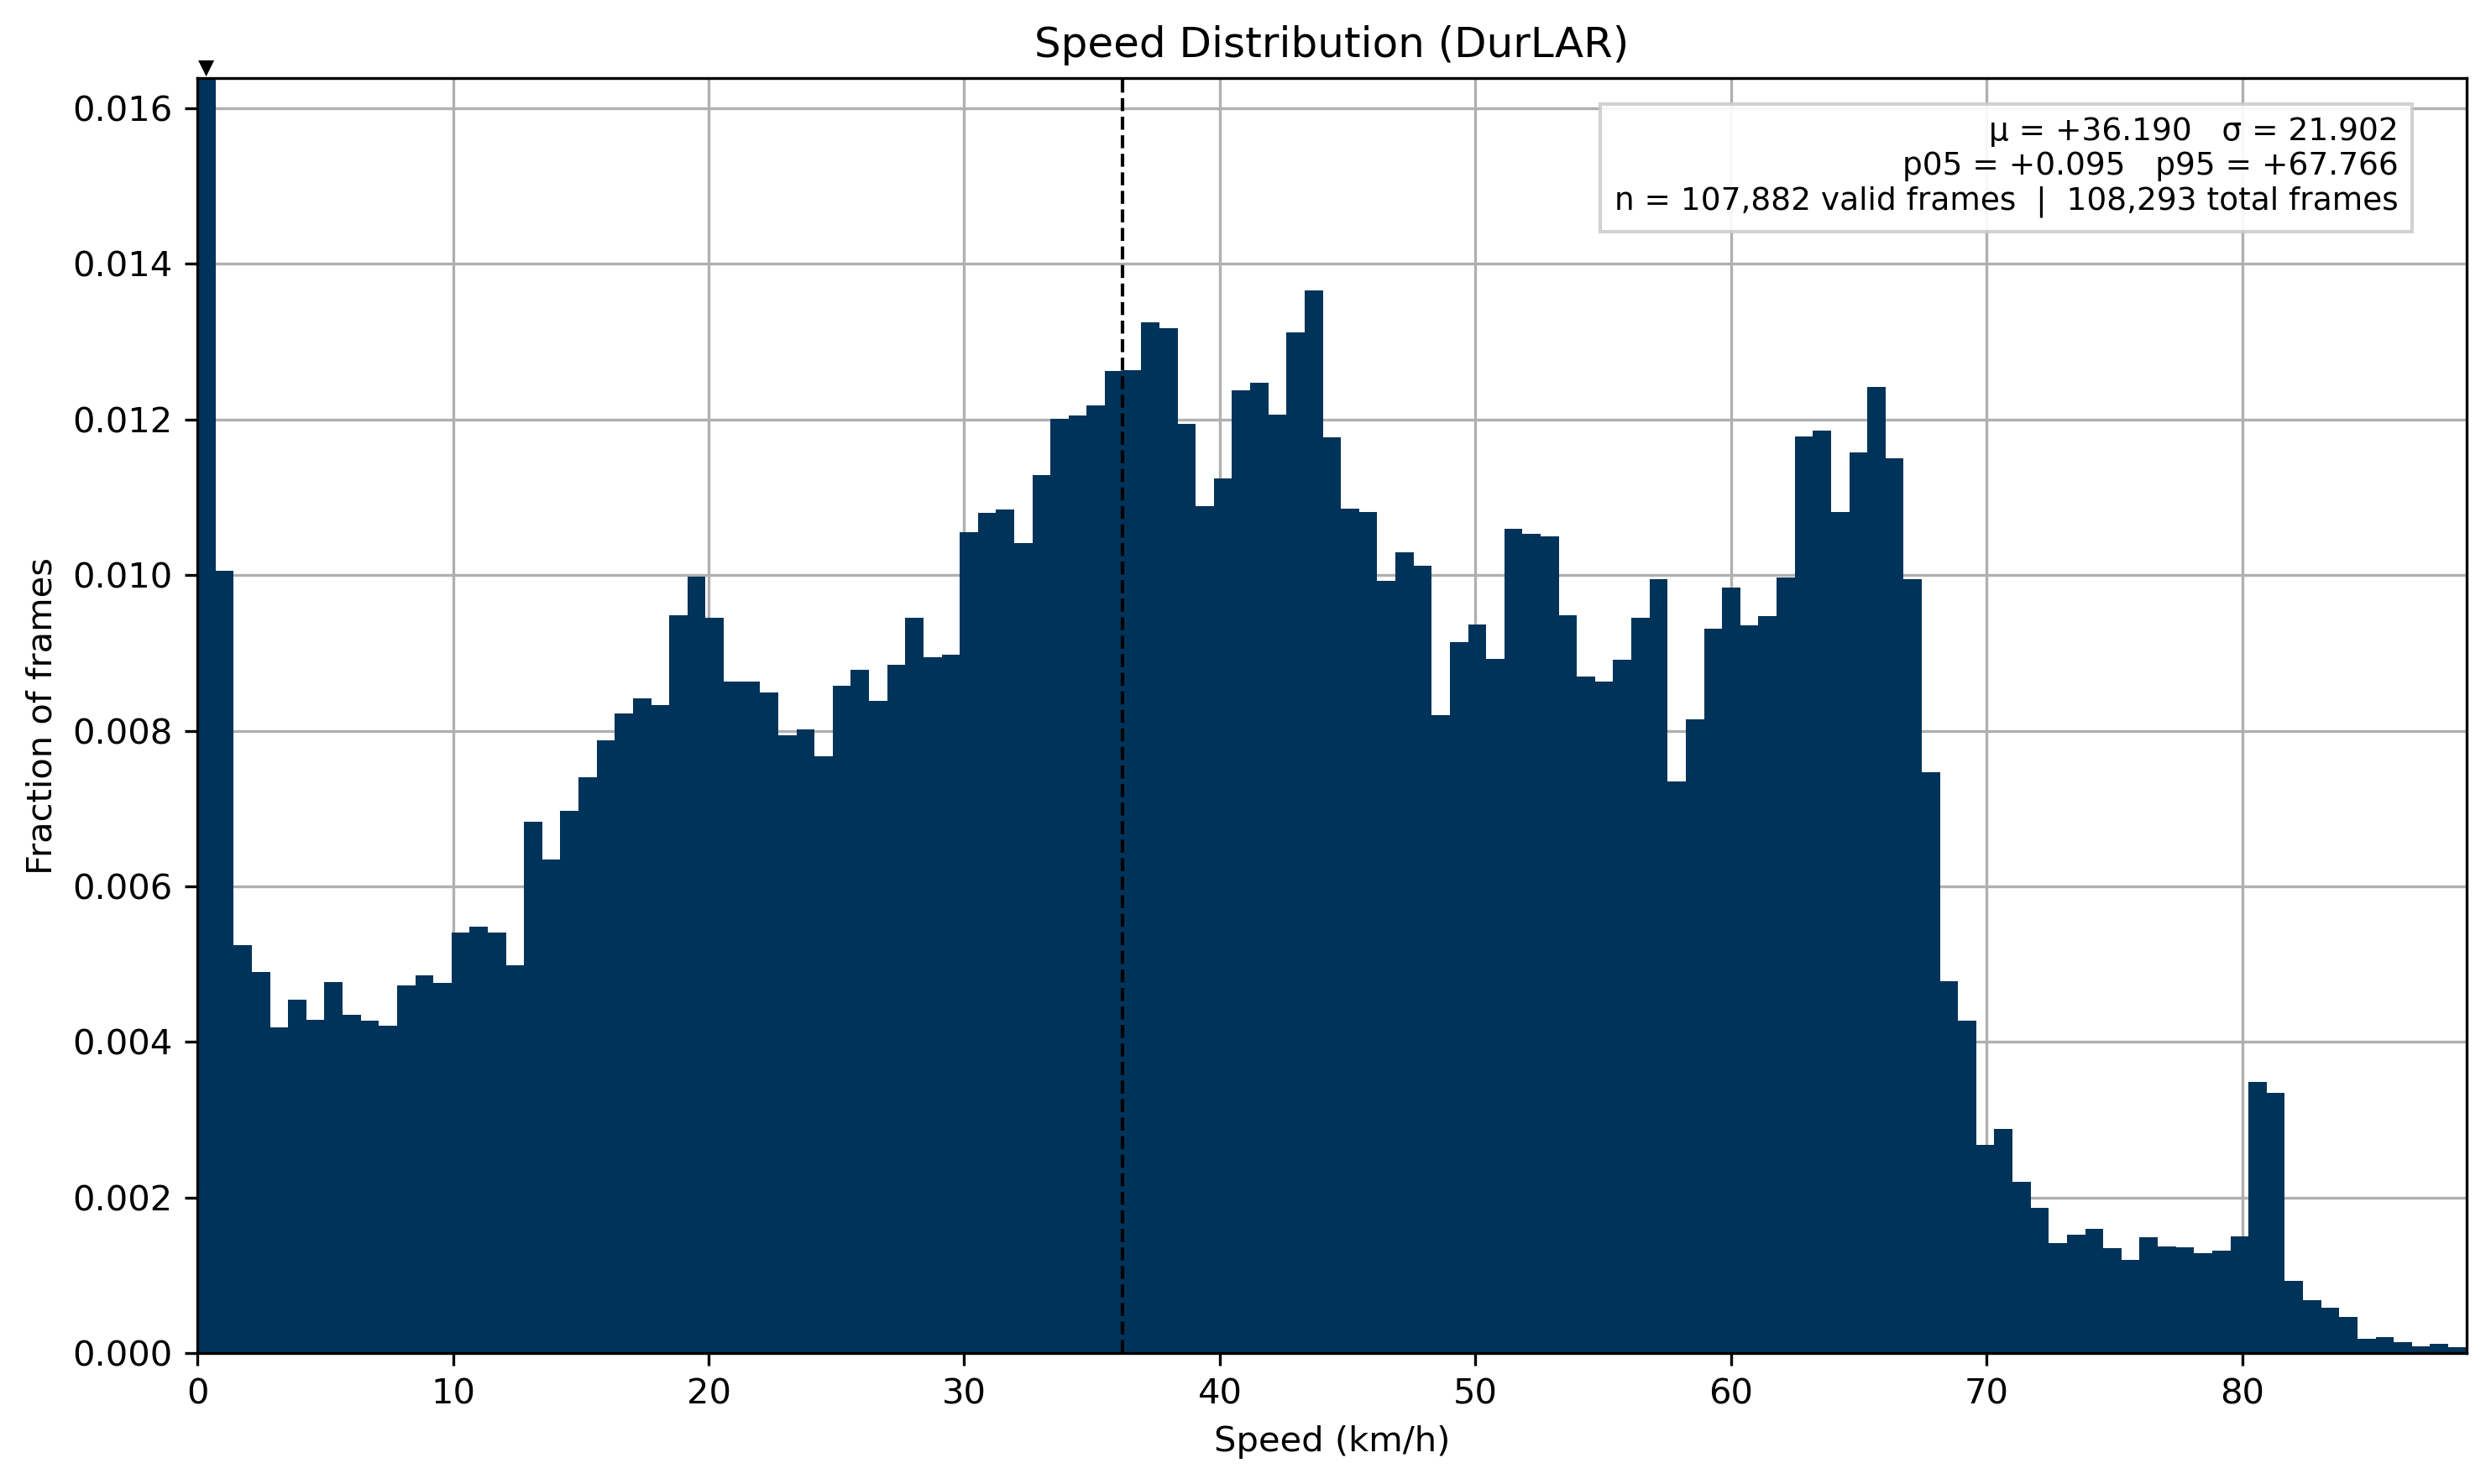 Speed Distribution (DurLAR)
μ = +36.190   σ = 21.902
p05 = +0.095   p95 = +67.766
n = 107,882 valid frames  |  108,293 total frames
Fraction of frames
0.016
0.014
0.012
0.010
0.008
0.006
0.004
0.002
0.000
0 10 20 30 40 50 60 70 80
Speed (km/h)